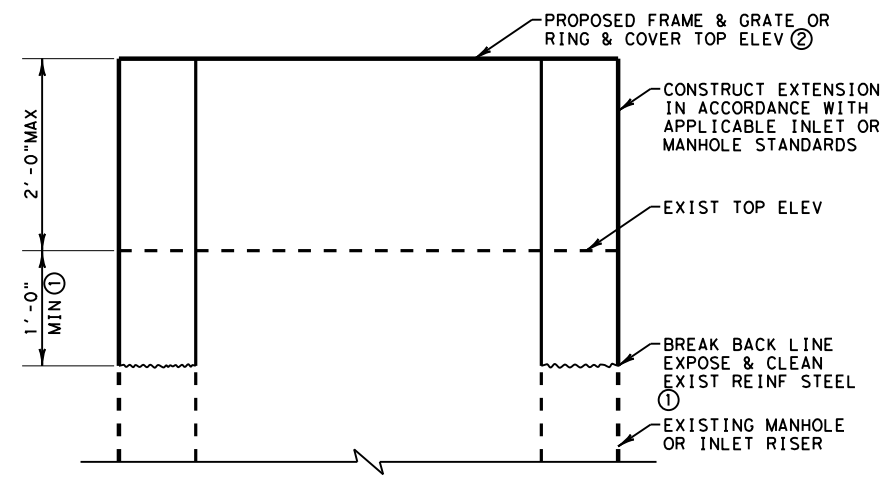 PROPOSED FRAME & GRATE OR
RING & COVER TOP ELEV ②
CONSTRUCT EXTENSION
IN ACCORDANCE WITH
APPLICABLE INLET OR
MANHOLE STANDARDS
2'-0"MAX
EXIST TOP ELEV
1'-0"
MIN ①
BREAK BACK LINE
EXPOSE & CLEAN
EXIST REINF STEEL
①
EXISTING MANHOLE
OR INLET RISER